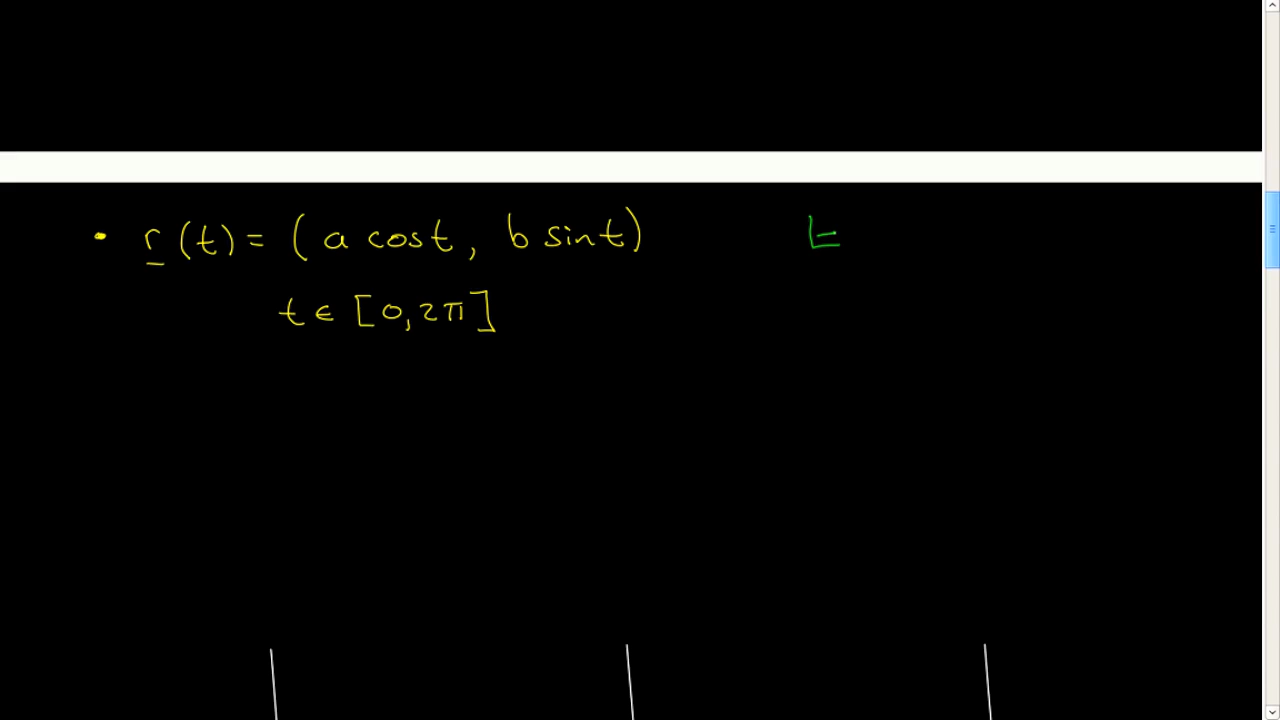 • r(t) = ( a cost , b sint) E
t ∈ [0, 2π]